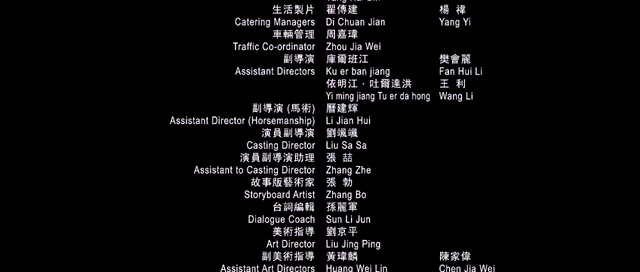 生活製片 翟傳建 楊 禕
Catering Managers Di Chuan Jian Yang Yi
車輛管理 周嘉瑋
Traffic Co-ordinator Zhou Jia Wei
副導演 庫爾班江 樊會龍
Assistant Directors Ku er ban jiang Fan Hui Li
依明江．吐爾達洪 王 利
Yi ming jiang Tu er da hong Wang Li
副導演 (馬術) 曆建輝
Assistant Director (Horsemanship) Li Jian Hui
演員副導演 劉颯颯
Casting Director Liu Sa Sa
演員副導演助理 張 喆
Assistant to Casting Director Zhang Zhe
故事版藝術家 張 勃
Storyboard Artist Zhang Bo
台詞編輯 孫麗軍
Dialogue Coach Sun Li Jun
美術指導 劉京平
Art Director Liu Jing Ping
副美術指導 黃瑋麟 陳家偉
Assistant Art Directors Huang Wei Lin Chen Jia Wei